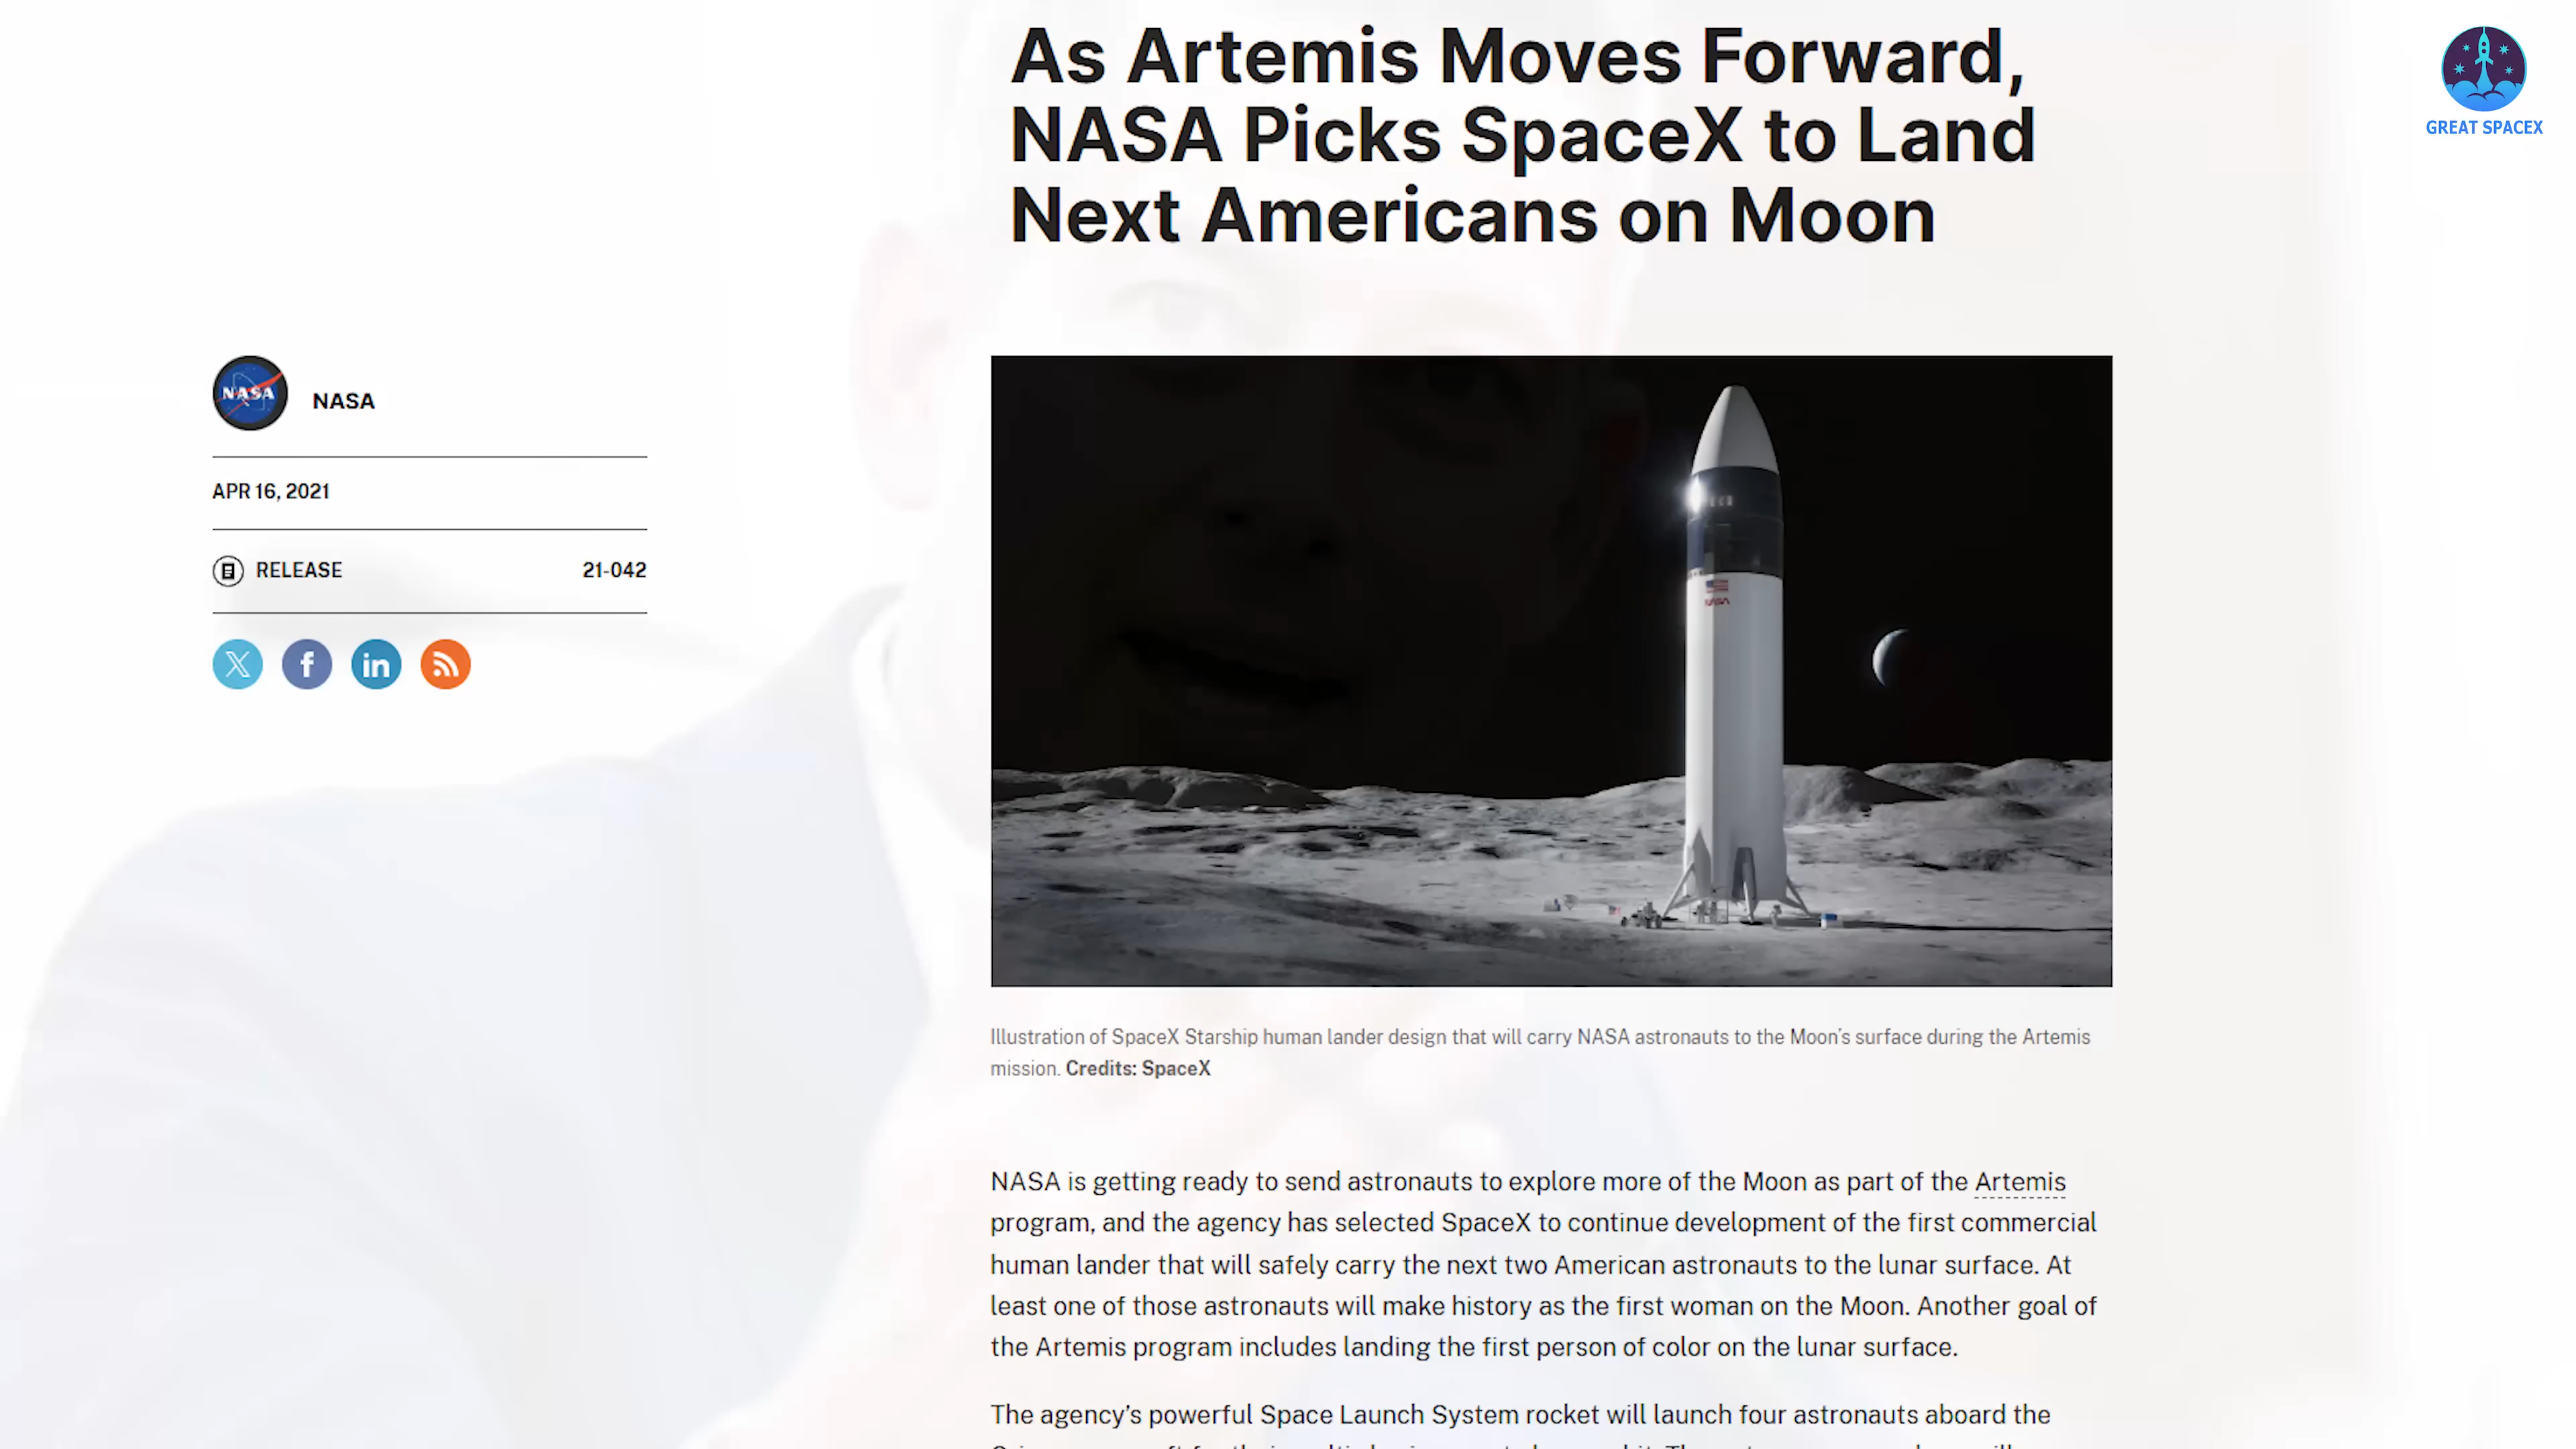 As Artemis Moves Forward,
NASA Picks SpaceX to Land
Next Americans on Moon
GREAT SPACEX
NASA
NASA
APR 16, 2021
RELEASE
21-042
NASA
Illustration of SpaceX Starship human lander design that will carry NASA astronauts to the Moon’s surface during the Artemis
mission. Credits: SpaceX
NASA is getting ready to send astronauts to explore more of the Moon as part of the Artemis
program, and the agency has selected SpaceX to continue development of the first commercial
human lander that will safely carry the next two American astronauts to the lunar surface. At
least one of those astronauts will make history as the first woman on the Moon. Another goal of
the Artemis program includes landing the first person of color on the lunar surface.
The agency’s powerful Space Launch System rocket will launch four astronauts aboard the